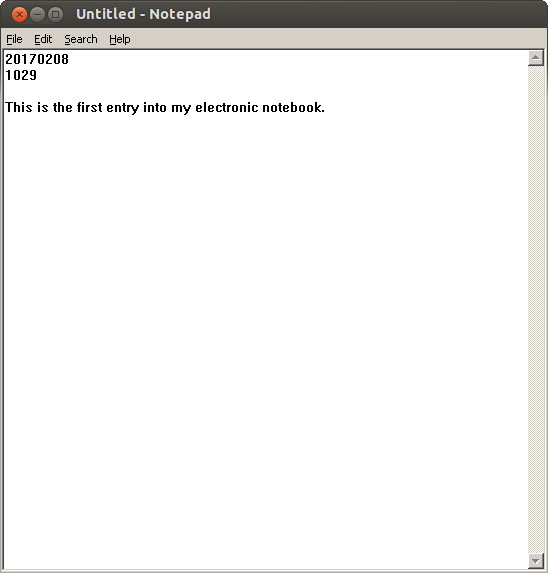 Untitled - Notepad
File Edit Search Help
20170208
1029
This is the first entry into my electronic notebook.